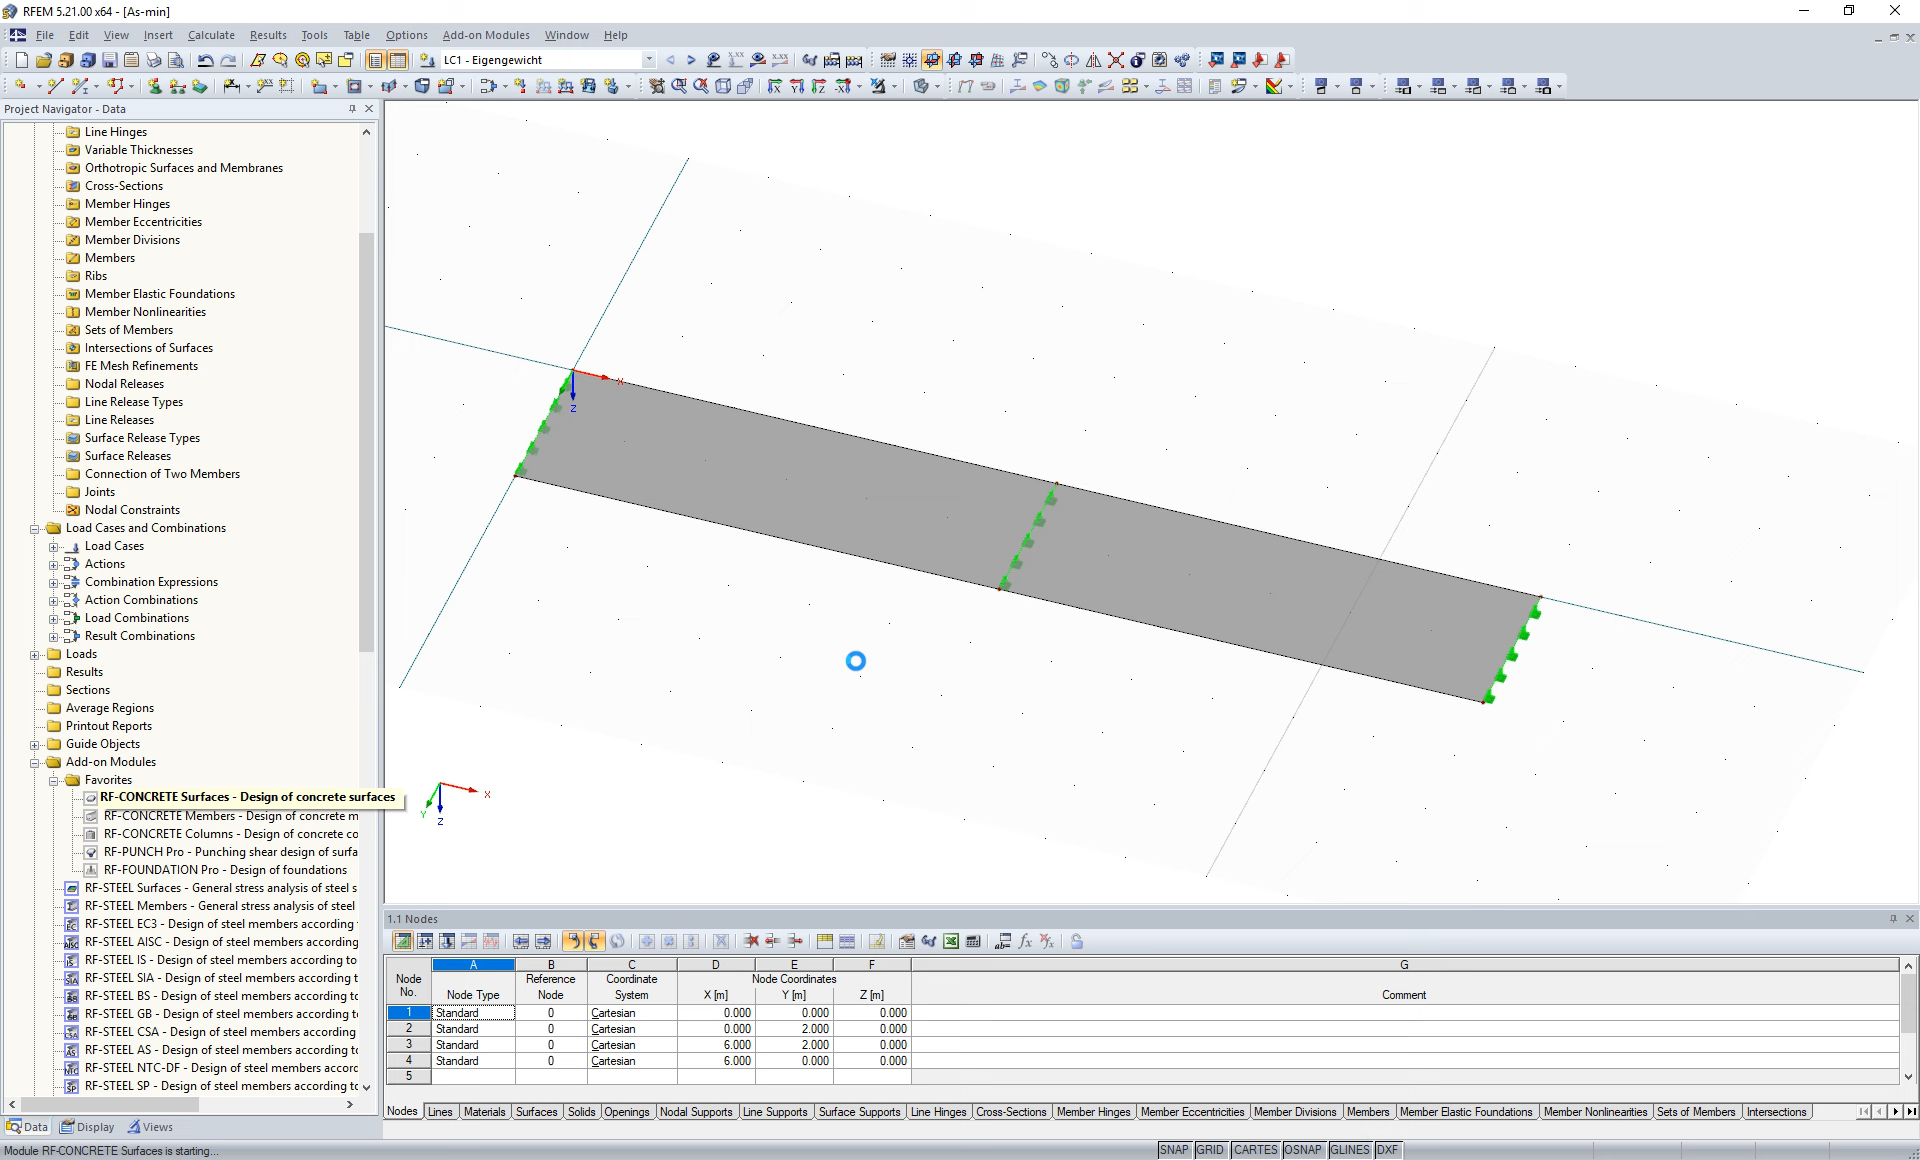 RFEM 5.21.00 x64 - [As-min]
File Edit View Insert Calculate Results Tools Table Options Add-on Modules Window Help
LC1 - Eigengewicht
Project Navigator - Data
Line Hinges
Variable Thicknesses
Orthotropic Surfaces and Membranes
Cross-Sections
Member Hinges
Member Eccentricities
Member Divisions
Members
Ribs
Member Elastic Foundations
Member Nonlinearities
Sets of Members
Intersections of Surfaces
FE Mesh Refinements
Nodal Releases
Line Release Types
Line Releases
Surface Release Types
Surface Releases
Connection of Two Members
Joints
Nodal Constraints
Load Cases and Combinations
Load Cases
Actions
Combination Expressions
Action Combinations
Load Combinations
Result Combinations
Loads
Results
Sections
Average Regions
Printout Reports
Guide Objects
Add-on Modules
Favorites
RF-CONCRETE Surfaces - Design of concrete surfaces
RF-CONCRETE Members - Design of concrete m
RF-CONCRETE Columns - Design of concrete co
RF-PUNCH Pro - Punching shear design of surfa
RF-FOUNDATION Pro - Design of foundations
RF-STEEL Surfaces - General stress analysis of steel s
RF-STEEL Members - General stress analysis of steel
RF-STEEL EC3 - Design of steel members according
RF-STEEL AISC - Design of steel members according
RF-STEEL IS - Design of steel members according to
RF-STEEL SIA - Design of steel members according t
RF-STEEL BS - Design of steel members according to
RF-STEEL GB - Design of steel members according t
RF-STEEL CSA - Design of steel members according
RF-STEEL AS - Design of steel members according to
RF-STEEL NTC-DF - Design of steel members accor
RF-STEEL SP - Design of steel members according to
Data Display Views
X
Z
X
Y
Z
1.1 Nodes
A B C D E F G
Node Reference Coordinate Node Coordinates
No. Node Type Node System X [m] Y [m] Z [m] Comment
1 Standard 0 Cartesian 0.000 0.000 0.000
2 Standard 0 Cartesian 0.000 2.000 0.000
3 Standard 0 Cartesian 6.000 2.000 0.000
4 Standard 0 Cartesian 6.000 0.000 0.000
5
Nodes Lines Materials Surfaces Solids Openings Nodal Supports Line Supports Surface Supports Line Hinges Cross-Sections Member Hinges Member Eccentricities Member Divisions Members Member Elastic Foundations Member Nonlinearities Sets of Members Intersections
Module RF-CONCRETE Surfaces is starting...
SNAP GRID CARTES OSNAP GLINES DXF